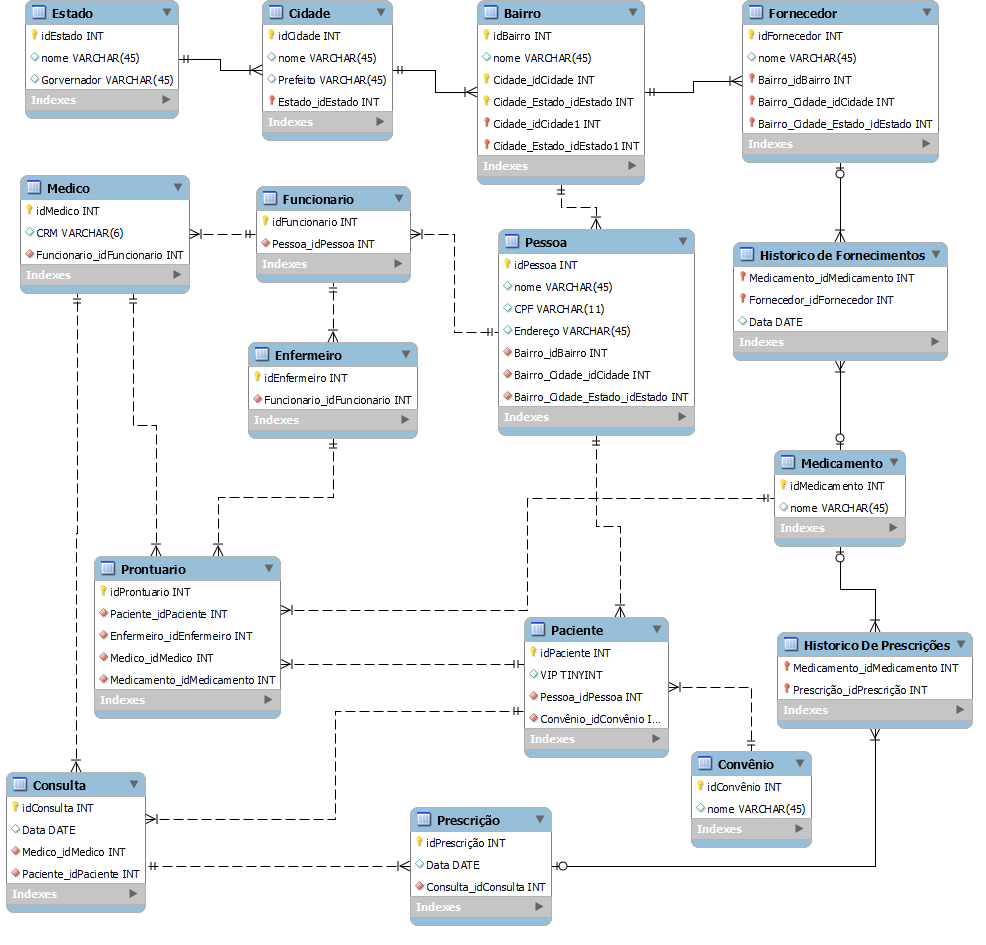 Estado
idEstado INT
nome VARCHAR(45)
Gorvernador VARCHAR(45)
Indexes
Cidade
idCidade INT
nome VARCHAR(45)
Prefeito VARCHAR(45)
Estado_idEstado INT
Indexes
Bairro
idBairro INT
nome VARCHAR(45)
Cidade_idCidade INT
Cidade_Estado_idEstado INT
Cidade_idCidade1 INT
Cidade_Estado_idEstado1 INT
Indexes
Fornecedor
idFornecedor INT
nome VARCHAR(45)
Bairro_idBairro INT
Bairro_Cidade_idCidade INT
Bairro_Cidade_Estado_idEstado INT
Indexes
Medico
idMedico INT
CRM VARCHAR(6)
Funcionario_idFuncionario INT
Indexes
Funcionario
idFuncionario INT
Pessoa_idPessoa INT
Indexes
Pessoa
idPessoa INT
nome VARCHAR(45)
CPF VARCHAR(11)
Endereço VARCHAR(45)
Bairro_idBairro INT
Bairro_Cidade_idCidade INT
Bairro_Cidade_Estado_idEstado INT
Indexes
Historico de Fornecimentos
Medicamento_idMedicamento INT
Fornecedor_idFornecedor INT
Data DATE
Indexes
Enfermeiro
idEnfermeiro INT
Funcionario_idFuncionario INT
Indexes
Medicamento
idMedicamento INT
nome VARCHAR(45)
Indexes
Prontuario
idProntuario INT
Paciente_idPaciente INT
Enfermeiro_idEnfermeiro INT
Medico_idMedico INT
Medicamento_idMedicamento INT
Indexes
Paciente
idPaciente INT
VIP TINYINT
Pessoa_idPessoa INT
Convênio_idConvênio I...
Indexes
Historico De Prescrições
Medicamento_idMedicamento INT
Prescrição_idPrescrição INT
Indexes
Convênio
idConvênio INT
nome VARCHAR(45)
Indexes
Consulta
idConsulta INT
Data DATE
Medico_idMedico INT
Paciente_idPaciente INT
Indexes
Prescrição
idPrescrição INT
Data DATE
Consulta_idConsulta INT
Indexes